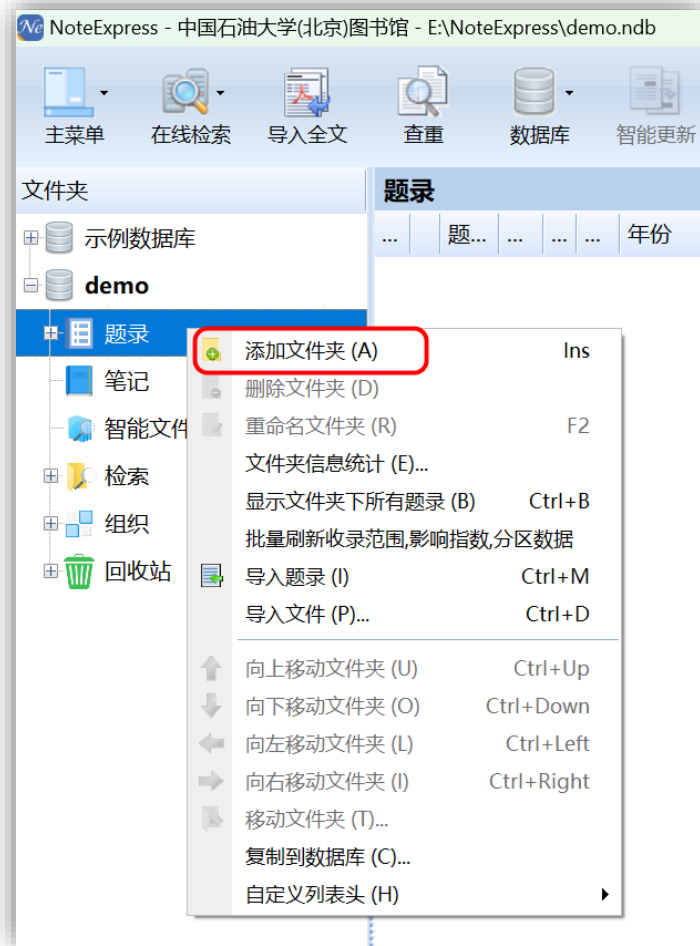 NoteExpress - 中国石油大学(北京)图书馆 - E:\NoteExpress\demo.ndb
主菜单 在线检索 导入全文 查重 数据库 智能更新
文件夹 题录
... 题... ... ... ... 年份
示例数据库
demo
题录
笔记
智能文件
检索
组织
回收站
添加文件夹 (A) Ins
删除文件夹 (D)
重命名文件夹 (R) F2
文件夹信息统计 (E)...
显示文件夹下所有题录 (B) Ctrl+B
批量刷新收录范围,影响指数,分区数据
导入题录 (I) Ctrl+M
导入文件 (P)... Ctrl+D
向上移动文件夹 (U) Ctrl+Up
向下移动文件夹 (O) Ctrl+Down
向左移动文件夹 (L) Ctrl+Left
向右移动文件夹 (I) Ctrl+Right
移动文件夹 (T)...
复制到数据库 (C)...
自定义列表头 (H)